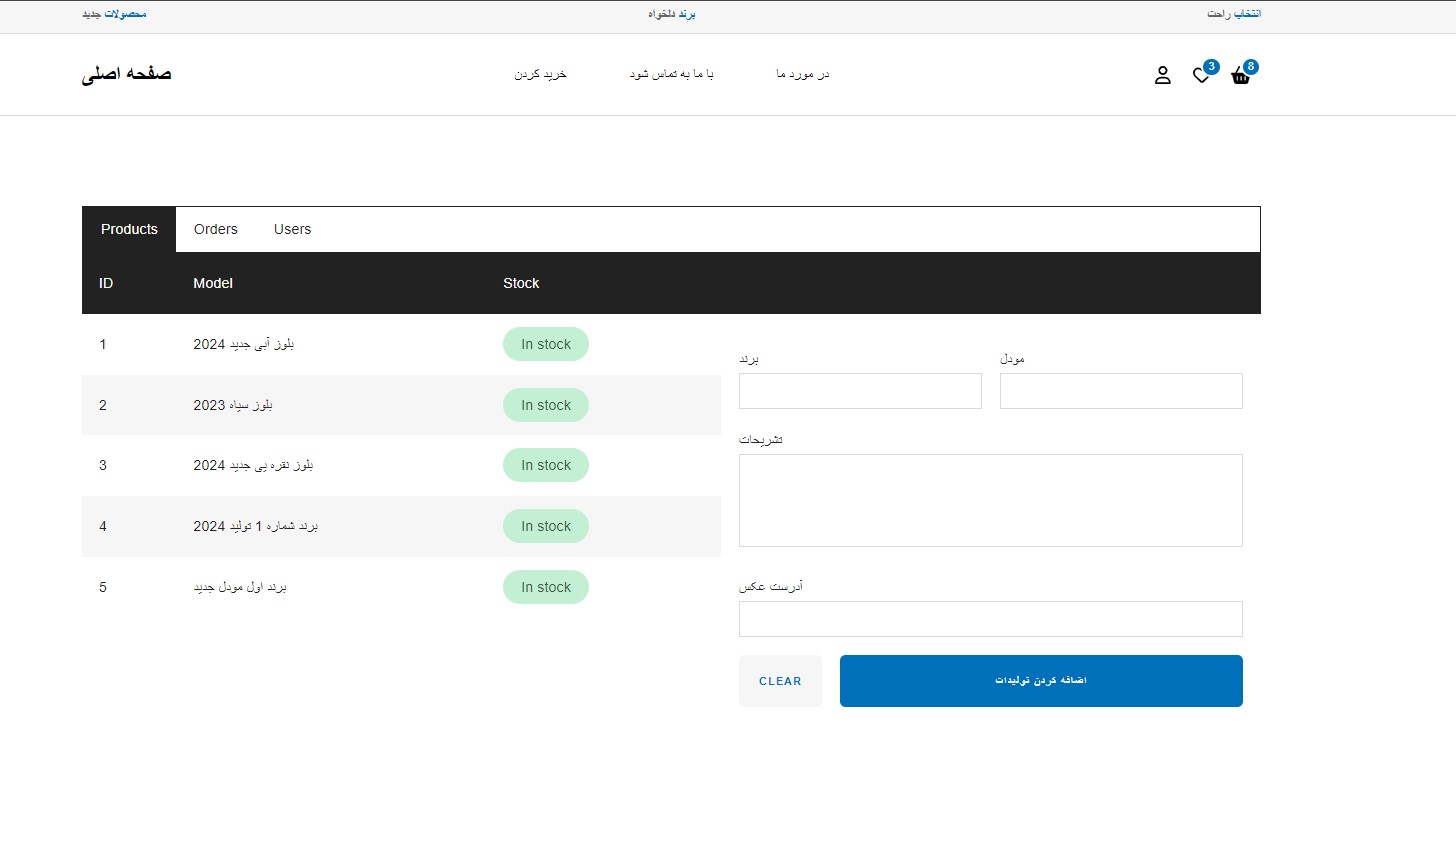 محصولات جدید
برند دلخواه
انتخاب راحت
صفحه اصلی
خرید کردن
با ما به تماس شود
در مورد ما
3
8
Products Orders Users
ID Model Stock
1 بلوز آبی جدید 2024 In stock
2 بلوز سیاه 2023 In stock
3 بلوز نقره یی جدید 2024 In stock
4 برند شماره 1 تولید 2024 In stock
5 برند اول مودل جدید In stock
برند
مودل
تشریحات
آدرست عکس
CLEAR
اضافه کردن تولیدات